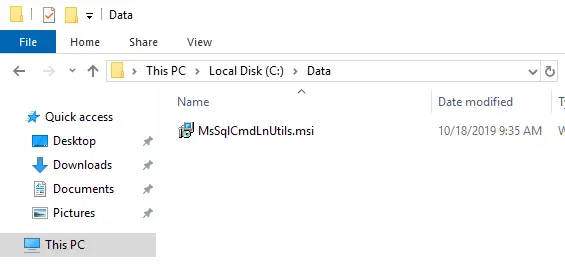 Data
File Home Share View
This PC Local Disk (C:) Data
Name Date modified
MsSqlCmdLnUtils.msi 10/18/2019 9:35 AM
Quick access
Desktop
Downloads
Documents
Pictures
This PC